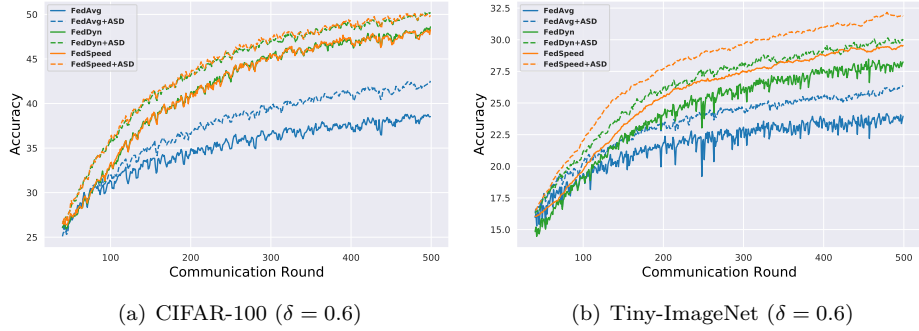 50
45
40
35
30
25
Accuracy
FedAvg
FedAvg+ASD
FedDyn
FedDyn+ASD
FedSpeed
FedSpeed+ASD
100
200
300
400
500
Communication Round
(a) CIFAR-100 (δ = 0.6)
32.5
30.0
27.5
25.0
22.5
20.0
17.5
15.0
Accuracy
FedAvg
FedAvg+ASD
FedDyn
FedDyn+ASD
FedSpeed
FedSpeed+ASD
100
200
300
400
500
Communication Round
(b) Tiny-ImageNet (δ = 0.6)